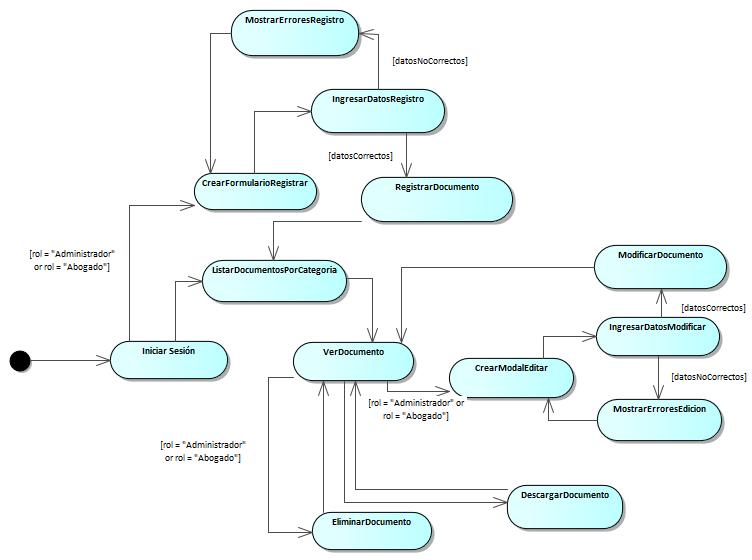 MostrarErroresRegistro
[datosNoCorrectos]
IngresarDatosRegistro
[datosCorrectos]
CrearFormularioRegistrar
RegistrarDocumento
[rol = "Administrador"
or rol = "Abogado"]
ListarDocumentosPorCategoria
ModificarDocumento
[datosCorrectos]
IngresarDatosModificar
Iniciar Sesión
VerDocumento
CrearModalEditar
[datosNoCorrectos]
[rol = "Administrador" or
rol = "Abogado"]
MostrarErroresEdicion
[rol = "Administrador"
or rol = "Abogado"]
DescargarDocumento
EliminarDocumento